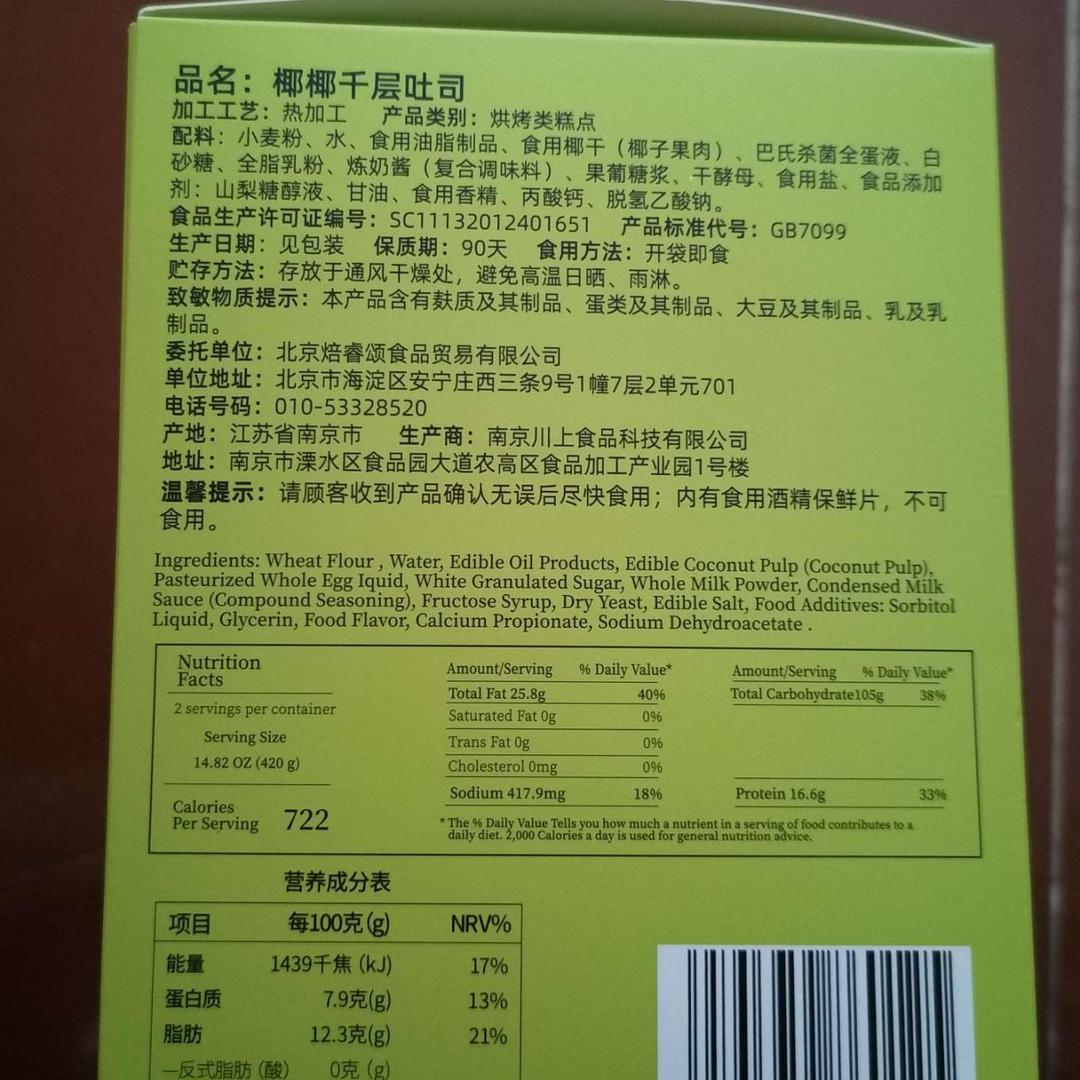 品名：椰椰千层吐司
加工工艺：热加工 产品类别：烘烤类糕点
配料：小麦粉、水、食用油脂制品、食用椰干（椰子果肉）、巴氏杀菌全蛋液、白
砂糖、全脂乳粉、炼奶酱（复合调味料）、果葡糖浆、干酵母、食用盐、食品添加
剂：山梨糖醇液、甘油、食用香精、丙酸钙、脱氢乙酸钠。
食品生产许可证编号：SC11132012401651 产品标准代号：GB7099
生产日期：见包装 保质期：90天 食用方法：开袋即食
贮存方法：存放于通风干燥处，避免高温日晒、雨淋。
致敏物质提示：本产品含有麸质及其制品、蛋类及其制品、大豆及其制品、乳及乳
制品。
委托单位：北京焙睿颂食品贸易有限公司
单位地址：北京市海淀区安宁庄西三条9号1幢7层2单元701
电话号码：010-53328520
产地：江苏省南京市 生产商：南京川上食品科技有限公司
地址：南京市溧水区食品园大道农高区食品加工产业园1号楼
温馨提示：请顾客收到产品确认无误后尽快食用；内有食用酒精保鲜片，不可
食用。
Ingredients: Wheat Flour , Water, Edible Oil Products, Edible Coconut Pulp (Coconut Pulp),
Pasteurized Whole Egg Iquid, White Granulated Sugar, Whole Milk Powder, Condensed Milk
Sauce (Compound Seasoning), Fructose Syrup, Dry Yeast, Edible Salt, Food Additives: Sorbitol
Liquid, Glycerin, Food Flavor, Calcium Propionate, Sodium Dehydroacetate .
Nutrition
Facts
2 servings per container
Serving Size
14.82 OZ (420 g)
Calories
Per Serving 722
Amount/Serving % Daily Value*
Total Fat 25.8g 40%
Saturated Fat 0g 0%
Trans Fat 0g 0%
Cholesterol 0mg 0%
Sodium 417.9mg 18%
Amount/Serving % Daily Value*
Total Carbohydrate105g 38%
Protein 16.6g 33%
* The % Daily Value Tells you how much a nutrient in a serving of food contributes to a
daily diet. 2,000 Calories a day is used for general nutrition advice.
营养成分表
项目 每100克(g) NRV%
能量 1439千焦 (kJ) 17%
蛋白质 7.9克(g) 13%
脂肪 12.3克(g) 21%
—反式脂肪（酸） 0克 (g)